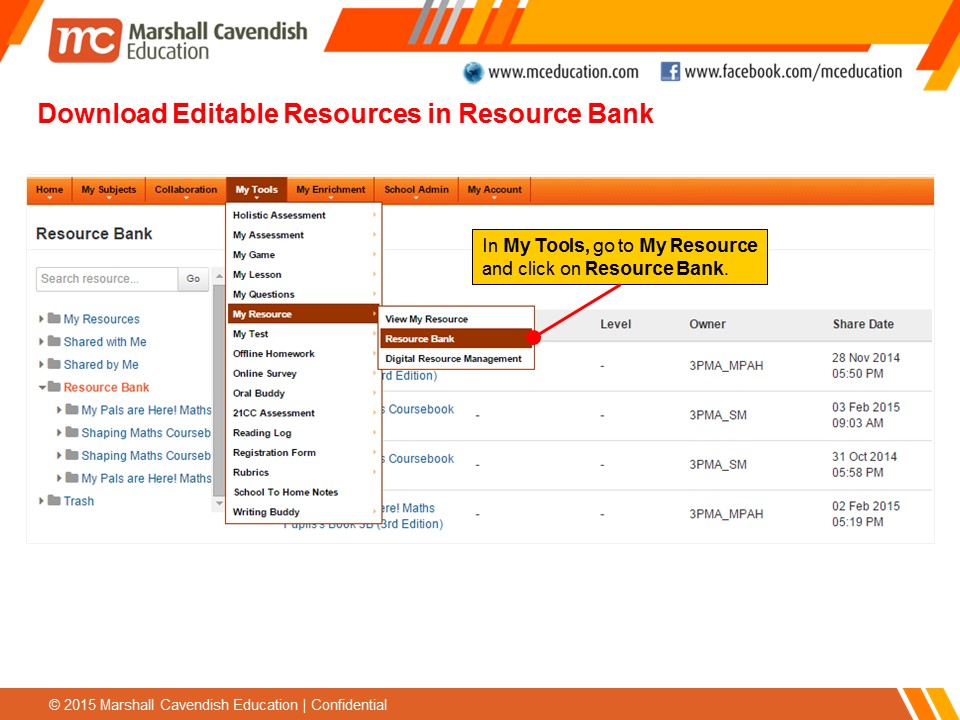 mc Marshall Cavendish
Education
www.mceducation.com
f www.facebook.com/mceducation
Download Editable Resources in Resource Bank
Home My Subjects Collaboration My Tools My Enrichment School Admin My Account
Resource Bank
Search resource... Go
My Resources
Shared with Me
Shared by Me
Resource Bank
My Pals are Here! Maths
Shaping Maths Courseb
Shaping Maths Courseb
My Pals are Here! Maths
Trash
Holistic Assessment
My Assessment
My Game
My Lesson
My Questions
My Resource
My Test
Offline Homework
Online Survey
Oral Buddy
21CC Assessment
Reading Log
Registration Form
Rubrics
School To Home Notes
Writing Buddy
View My Resource
Resource Bank
Digital Resource Management
In My Tools, go to My Resource
and click on Resource Bank.
Level Owner Share Date
rd Edition)
- 3PMA_MPAH 28 Nov 2014
05:50 PM
s Coursebook - - 3PMA_SM 03 Feb 2015
09:03 AM
s Coursebook - - 3PMA_SM 31 Oct 2014
05:58 PM
ere! Maths
Pupils's Book 3B (3rd Edition)
- - 3PMA_MPAH 02 Feb 2015
05:19 PM
© 2015 Marshall Cavendish Education | Confidential